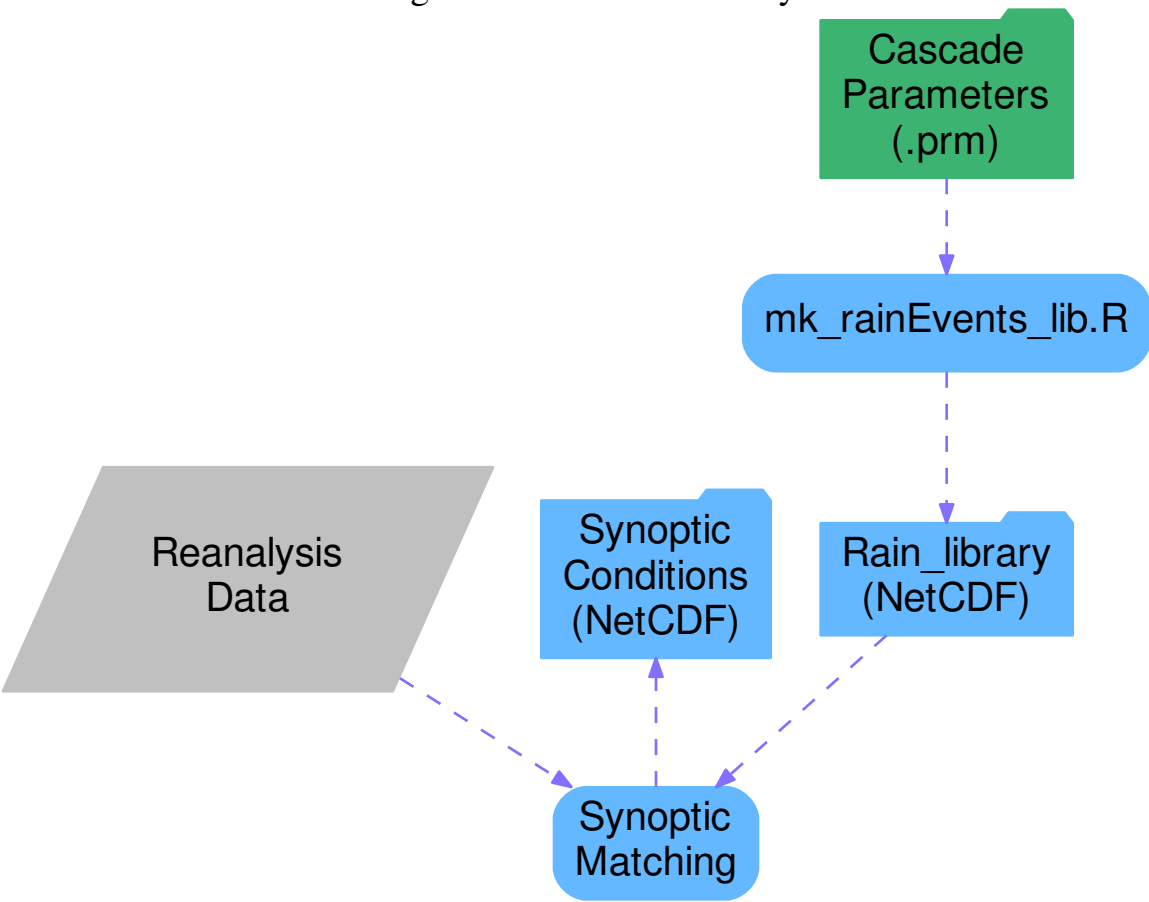 Cascade
Parameters
(.prm)
mk_rainEvents_lib.R
Reanalysis
Data
Synoptic
Conditions
(NetCDF)
Rain_library
(NetCDF)
Synoptic
Matching